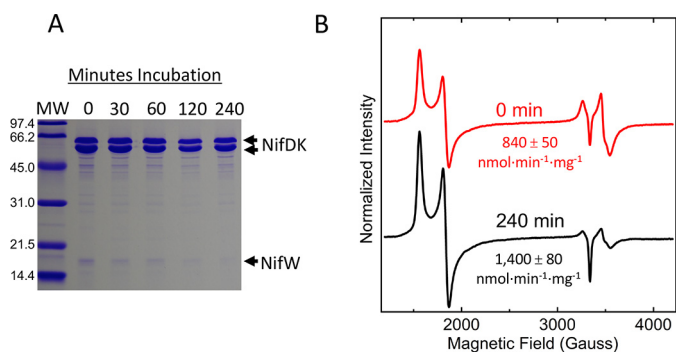 A
Minutes Incubation
MW 0 30 60 120 240
97.4
66.2
NifDK
45.0
31.0
21.5
NifW
14.4
B
Normalized Intensity
0 min
840 ± 50
nmol·min⁻¹·mg⁻¹
240 min
1,400 ± 80
nmol·min⁻¹·mg⁻¹
2000 3000 4000
Magnetic Field (Gauss)